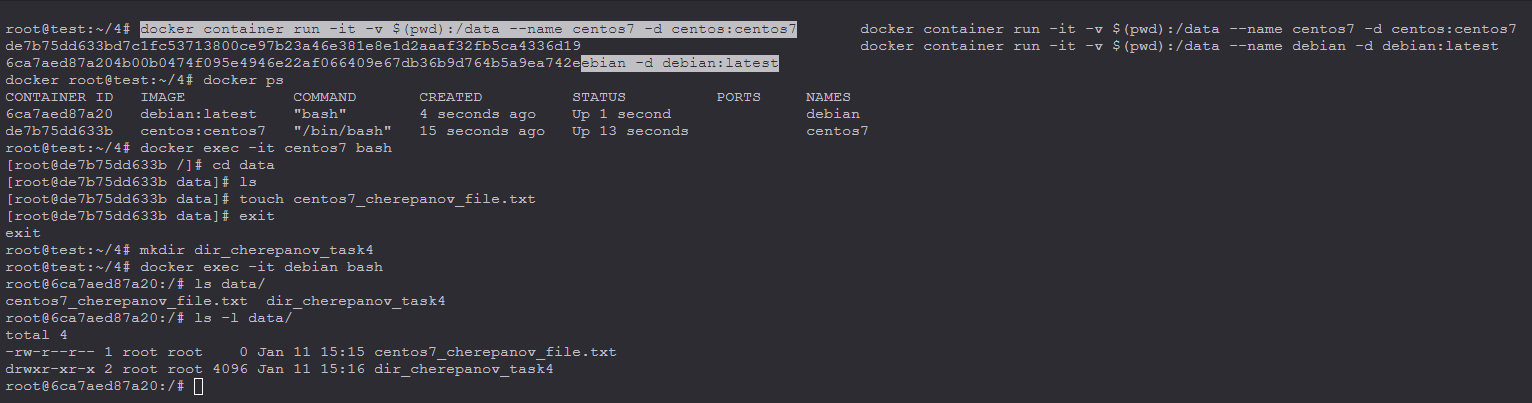 root@test:~/4# docker container run -it -v $(pwd):/data --name centos7 -d centos:centos7       docker container run -it -v $(pwd):/data --name centos7 -d centos:centos7
de7b75dd633bd7c1fc53713800ce97b23a46e381e8e1d2aaaf32fb5ca4336d19                               docker container run -it -v $(pwd):/data --name debian -d debian:latest
6ca7aed87a204b00b0474f095e4946e22af066409e67db36b9d764b5a9ea742eebian -d debian:latest
docker root@test:~/4# docker ps
CONTAINER ID   IMAGE            COMMAND       CREATED          STATUS          PORTS     NAMES
6ca7aed87a20   debian:latest    "bash"        4 seconds ago    Up 1 second               debian
de7b75dd633b   centos:centos7   "/bin/bash"   15 seconds ago   Up 13 seconds             centos7
root@test:~/4# docker exec -it centos7 bash
[root@de7b75dd633b /]# cd data
[root@de7b75dd633b data]# ls
[root@de7b75dd633b data]# touch centos7_cherepanov_file.txt
[root@de7b75dd633b data]# exit
exit
root@test:~/4# mkdir dir_cherepanov_task4
root@test:~/4# docker exec -it debian bash
root@6ca7aed87a20:/# ls data/
centos7_cherepanov_file.txt  dir_cherepanov_task4
root@6ca7aed87a20:/# ls -l data/
total 4
-rw-r--r-- 1 root root    0 Jan 11 15:15 centos7_cherepanov_file.txt
drwxr-xr-x 2 root root 4096 Jan 11 15:16 dir_cherepanov_task4
root@6ca7aed87a20:/#